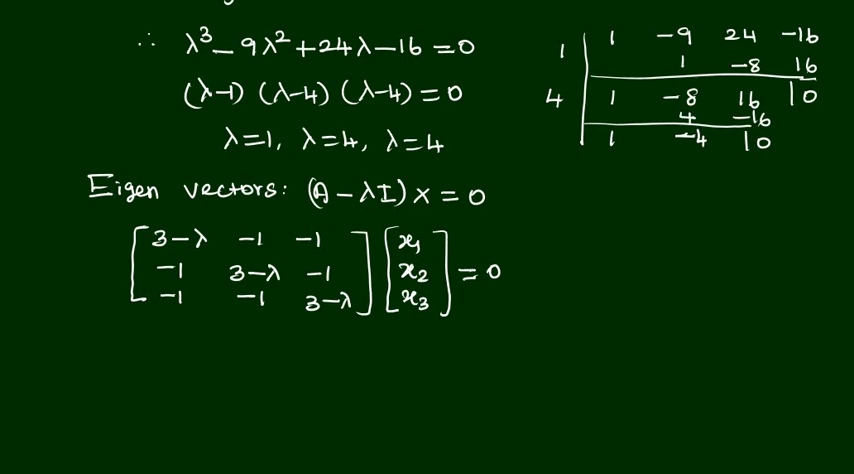 ∴ λ³ − 9λ² + 24λ − 16 = 0
(λ−1) (λ−4) (λ−4) = 0
λ=1, λ=4, λ=4
1 | 1 −9 24 −16
1 −8 16
4 | 1 −8 16 | 0
4 −16
1 −4 | 0
Eigen vectors: (A − λI) x = 0
[ 3−λ −1 −1 ] [ x₁ ]
[ −1 3−λ −1 ] [ x₂ ] = 0
[ −1 −1 3−λ ] [ x₃ ]